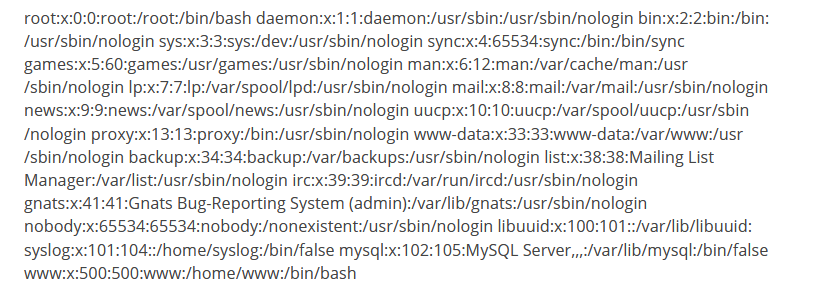 root:x:0:0:root:/root:/bin/bash daemon:x:1:1:daemon:/usr/sbin:/usr/sbin/nologin bin:x:2:2:bin:/bin:
/usr/sbin/nologin sys:x:3:3:sys:/dev:/usr/sbin/nologin sync:x:4:65534:sync:/bin:/bin/sync
games:x:5:60:games:/usr/games:/usr/sbin/nologin man:x:6:12:man:/var/cache/man:/usr
/sbin/nologin lp:x:7:7:lp:/var/spool/lpd:/usr/sbin/nologin mail:x:8:8:mail:/var/mail:/usr/sbin/nologin
news:x:9:9:news:/var/spool/news:/usr/sbin/nologin uucp:x:10:10:uucp:/var/spool/uucp:/usr/sbin
/nologin proxy:x:13:13:proxy:/bin:/usr/sbin/nologin www-data:x:33:33:www-data:/var/www:/usr
/sbin/nologin backup:x:34:34:backup:/var/backups:/usr/sbin/nologin list:x:38:38:Mailing List
Manager:/var/list:/usr/sbin/nologin irc:x:39:39:ircd:/var/run/ircd:/usr/sbin/nologin
gnats:x:41:41:Gnats Bug-Reporting System (admin):/var/lib/gnats:/usr/sbin/nologin
nobody:x:65534:65534:nobody:/nonexistent:/usr/sbin/nologin libuuid:x:100:101::/var/lib/libuuid:
syslog:x:101:104::/home/syslog:/bin/false mysql:x:102:105:MySQL Server,,,:/var/lib/mysql:/bin/false
www:x:500:500:www:/home/www:/bin/bash